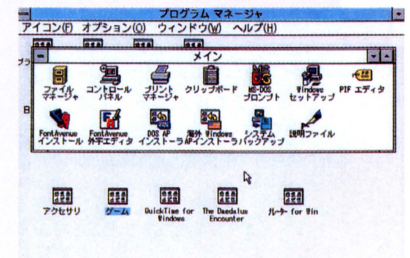 プログラム マネージャ
アイコン(F) オプション(O) ウィンドウ(W) ヘルプ(H)
メイン
ファイル マネージャ
コントロール パネル
プリント マネージャ
クリップボード
MS-DOS プロンプト
Windows セットアップ
PIF エディタ
FontAvenue インストール
FontAvenue 外字エディタ
DOS AP インストーラ
海外 Windows APインストーラ
システム バックアップ
説明ファイル
アクセサリ
ゲーム
QuickTime for Windows
The Daedalus Encounter
ルーター for Win